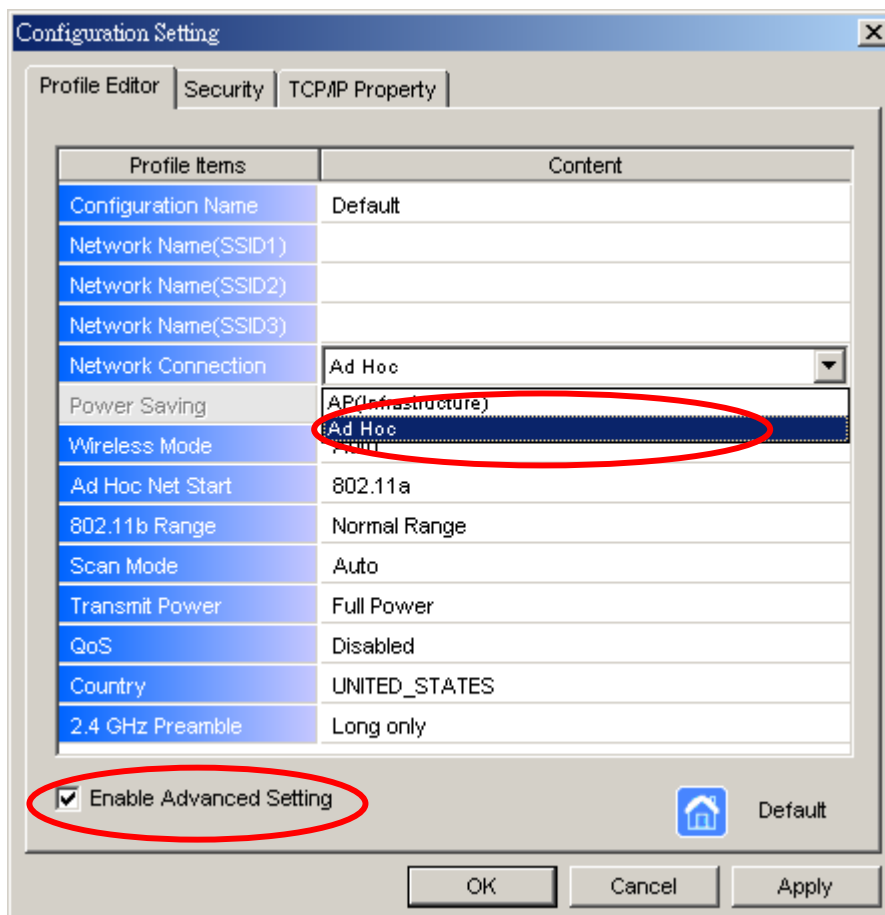 Configuration Setting
Profile Editor Security TCP/IP Property
Profile Items Content
Configuration Name Default
Network Name(SSID1)
Network Name(SSID2)
Network Name(SSID3)
Network Connection Ad Hoc
Power Saving AP(Infrastructure)
Ad Hoc
Wireless Mode Auto
Ad Hoc Net Start 802.11a
802.11b Range Normal Range
Scan Mode Auto
Transmit Power Full Power
QoS Disabled
Country UNITED_STATES
2.4 GHz Preamble Long only
Enable Advanced Setting
Default
OK Cancel Apply